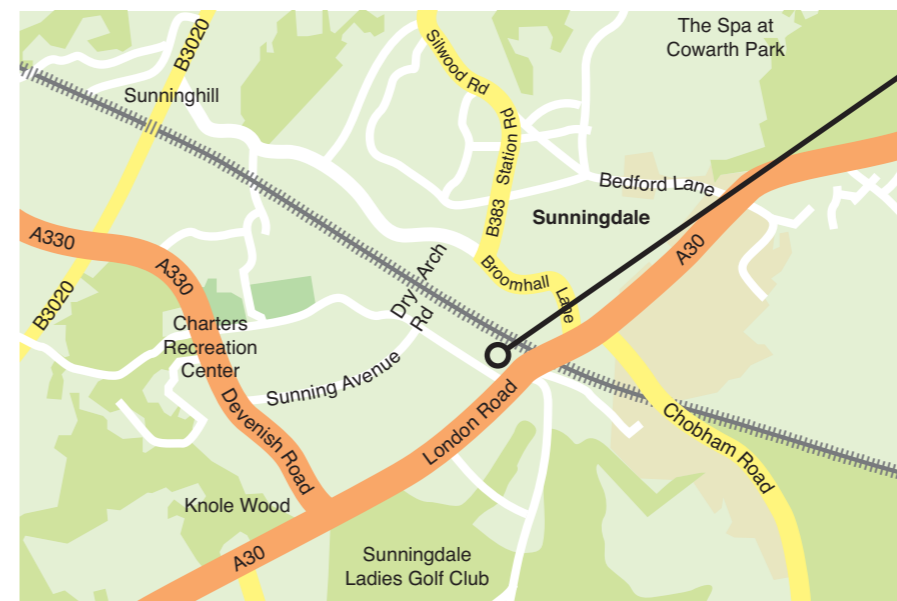 The Spa at
Cowarth Park
B3020
Silwood Rd
Sunninghill
Station Rd
Bedford Lane
Sunningdale
B383
A330
A30
Dry Arch
Rd
Broomhall
Lane
A330
B3020
Charters
Recreation
Center
Sunning Avenue
London Road
Devenish Road
Chobham Road
Knole Wood
A30
Sunningdale
Ladies Golf Club